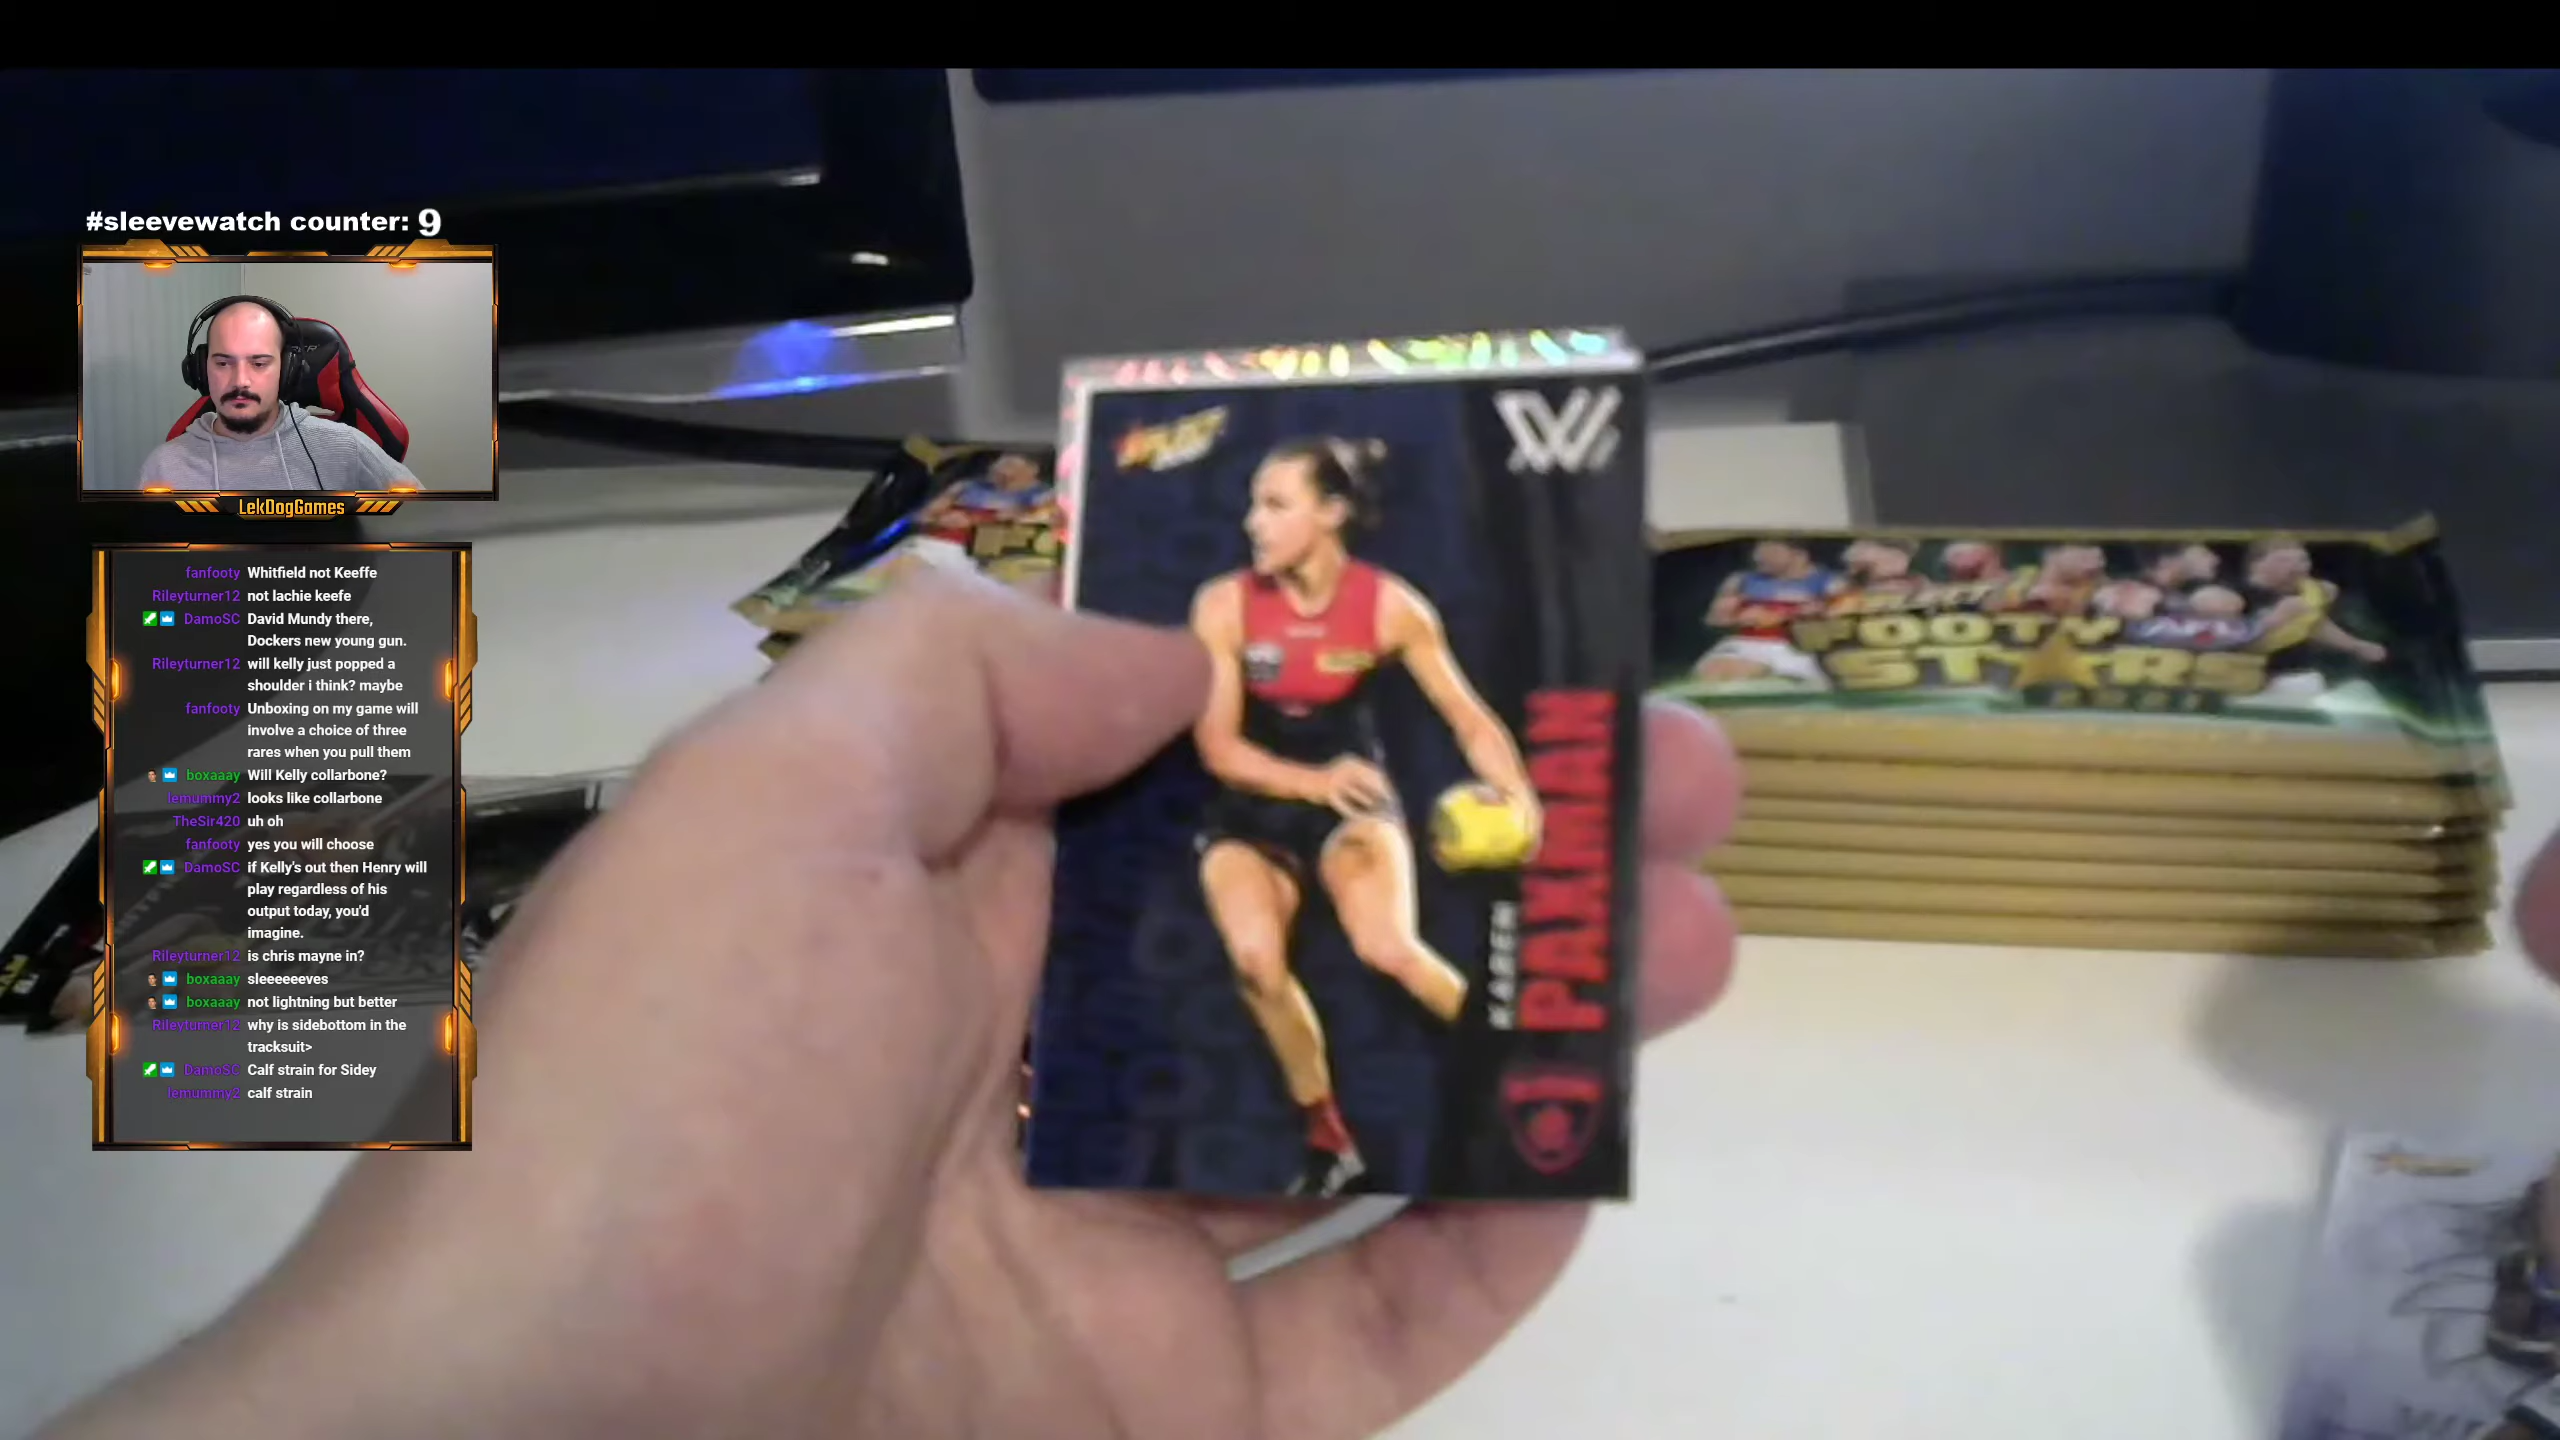 #sleevewatch counter: 9
LekDogGames
fanfooty Whitfield not Keeffe
Rileyturner12 not lachie keefe
DamoSC David Mundy there,
Dockers new young gun.
Rileyturner12 will kelly just popped a
shoulder i think? maybe
fanfooty Unboxing on my game will
involve a choice of three
rares when you pull them
boxaaay Will Kelly collarbone?
lemummy2 looks like collarbone
TheSir420 uh oh
fanfooty yes you will choose
DamoSC if Kelly's out then Henry will
play regardless of his
output today, you'd
imagine.
Rileyturner12 is chris mayne in?
boxaaay sleeeeeeves
boxaaay not lightning but better
Rileyturner12 why is sidebottom in the
tracksuit>
DamoSC Calf strain for Sidey
lemummy2 calf strain
SELECT
W
KAREN
PAXMAN
SELECT
FOOTY
STARS
AFL
2021